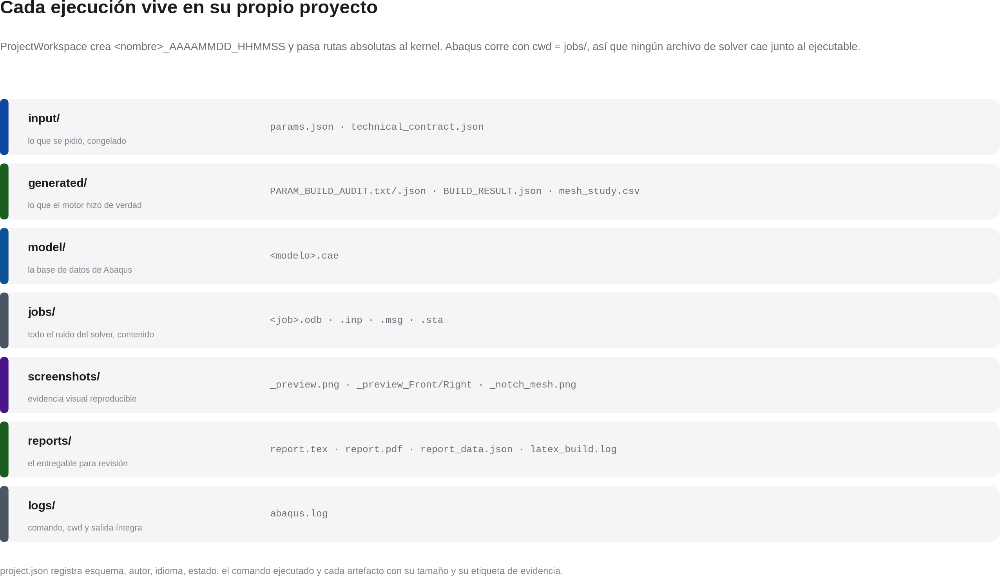 Cada ejecución vive en su propio proyecto
ProjectWorkspace crea <nombre>_AAAAMMDD_HHMMSS y pasa rutas absolutas al kernel. Abaqus corre con cwd = jobs/, así que ningún archivo de solver cae junto al ejecutable.
input/
params.json · technical_contract.json
lo que se pidió, congelado
generated/
PARAM_BUILD_AUDIT.txt/.json · BUILD_RESULT.json · mesh_study.csv
lo que el motor hizo de verdad
model/
<modelo>.cae
la base de datos de Abaqus
jobs/
<job>.odb · .inp · .msg · .sta
todo el ruido del solver, contenido
screenshots/
_preview.png · _preview_Front/Right · _notch_mesh.png
evidencia visual reproducible
reports/
report.tex · report.pdf · report_data.json · latex_build.log
el entregable para revisión
logs/
abaqus.log
comando, cwd y salida íntegra
project.json registra esquema, autor, idioma, estado, el comando ejecutado y cada artefacto con su tamaño y su etiqueta de evidencia.